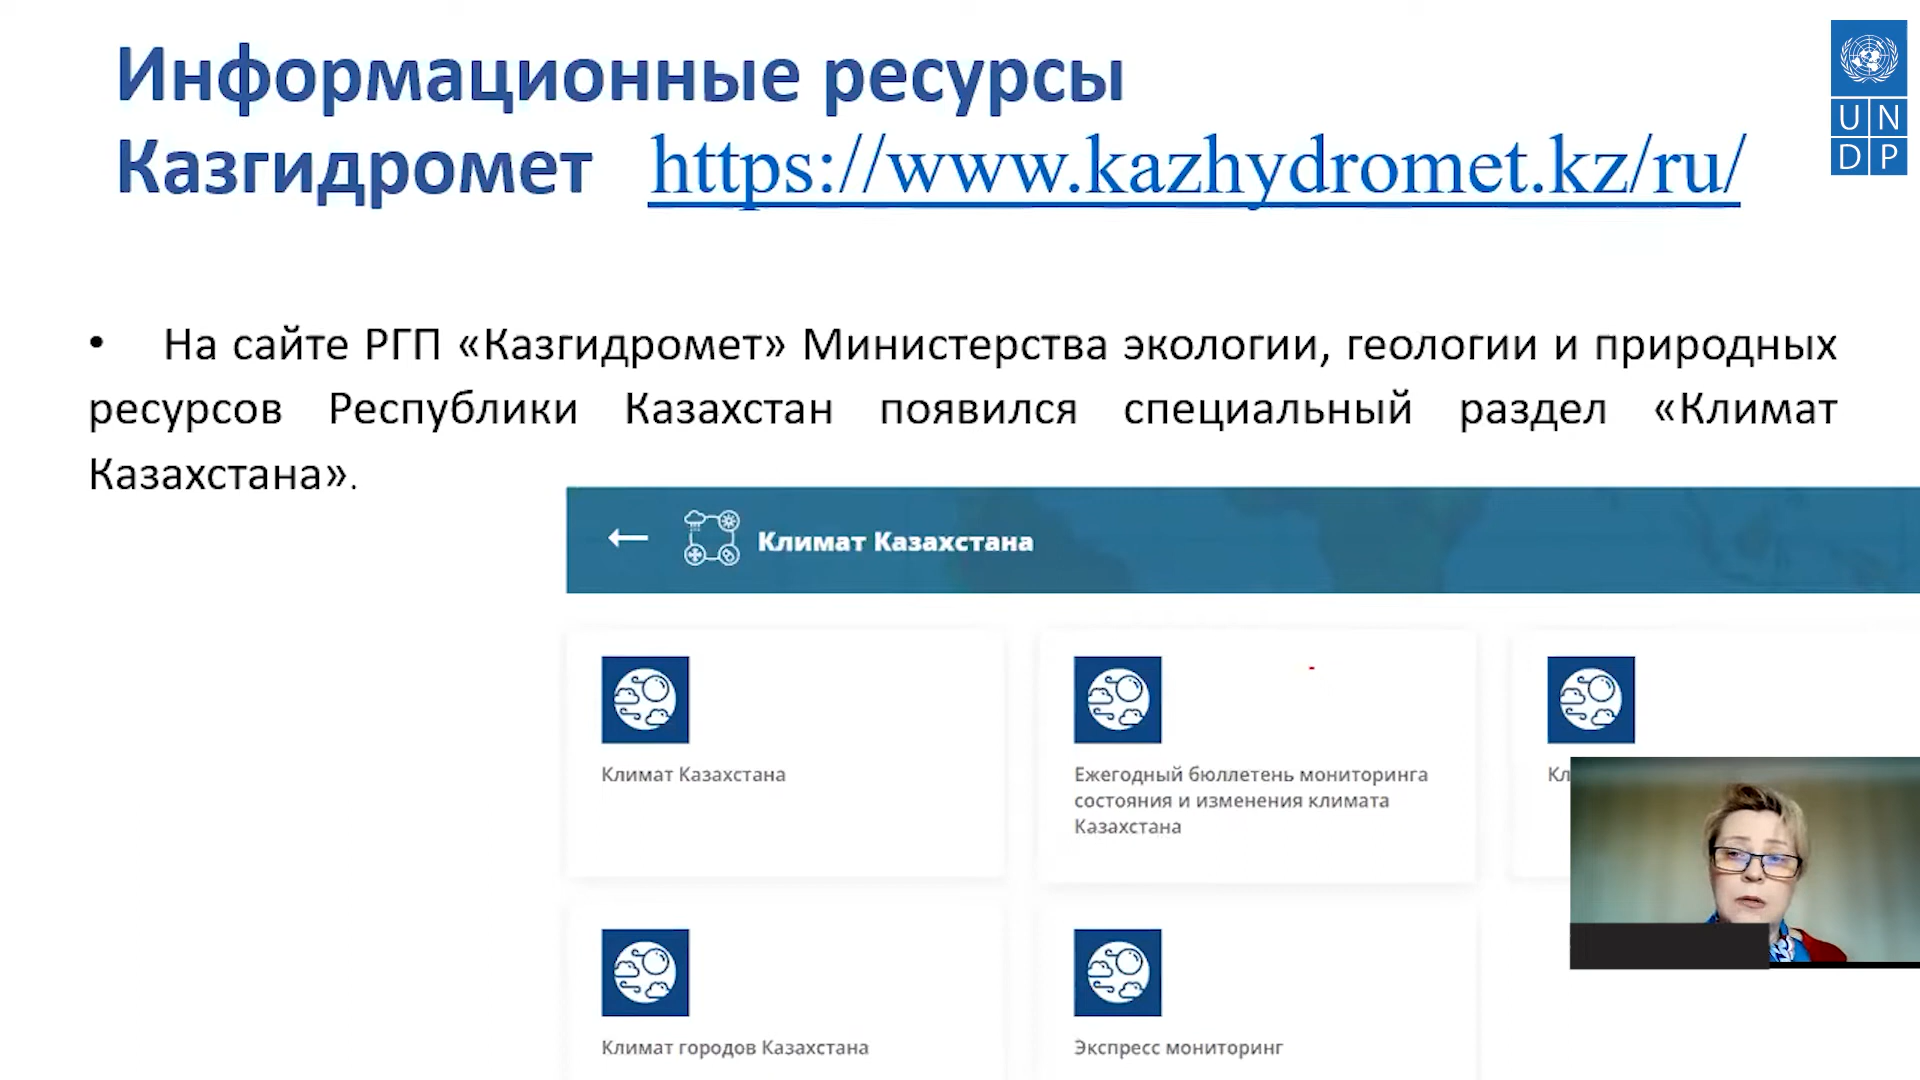 Информационные ресурсы
Казгидромет https://www.kazhydromet.kz/ru/
UN
DP
• На сайте РГП «Казгидромет» Министерства экологии, геологии и природных
ресурсов Республики Казахстан появился специальный раздел «Климат
Казахстана».
Климат Казахстана
Климат Казахстана
Ежегодный бюллетень мониторинга
состояния и изменения климата
Казахстана
Климат городов Казахстана
Экспресс мониторинг